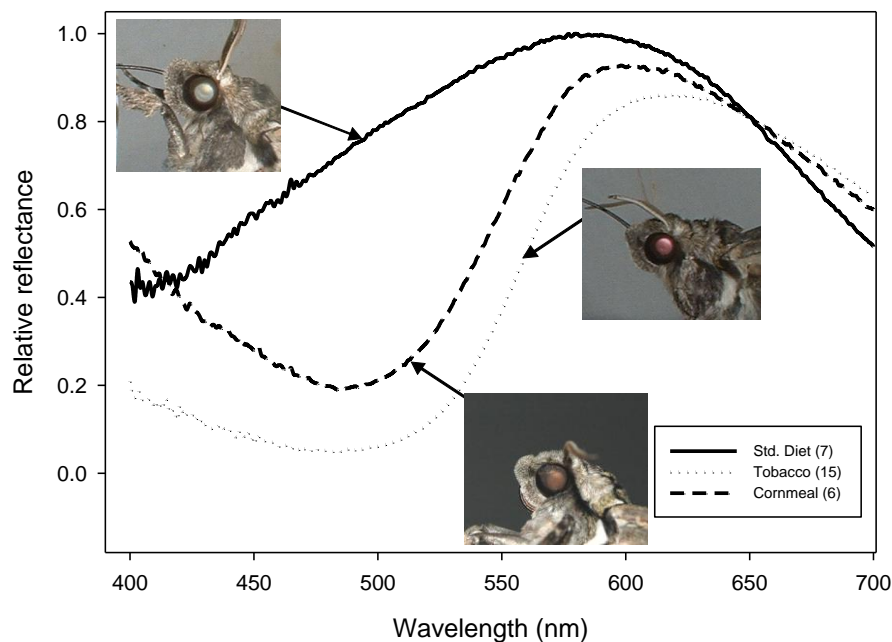 1.0
0.8
0.6
0.4
0.2
0.0
Relative reflectance
400 450 500 550 600 650 700
Wavelength (nm)
Std. Diet (7)
Tobacco (15)
Cornmeal (6)